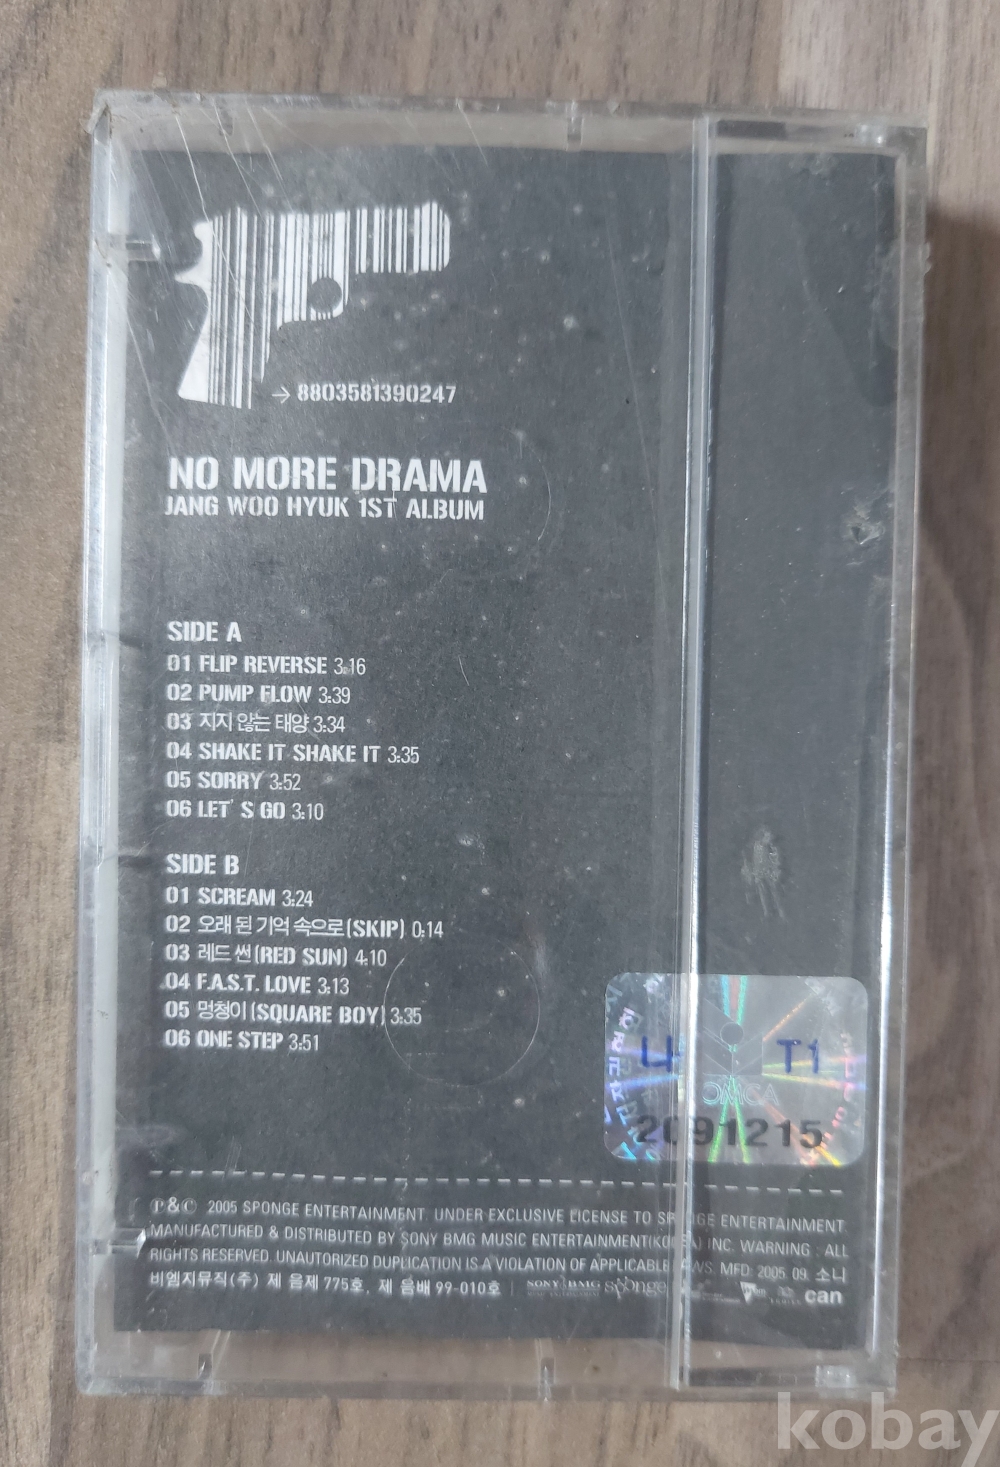 → 8803581390247
NO MORE DRAMA
JANG WOO HYUK 1ST ALBUM
SIDE A
01 FLIP REVERSE 3:16
02 PUMP FLOW 3:39
03 지지 않는 태양 3:34
04 SHAKE IT SHAKE IT 3:35
05 SORRY 3:52
06 LET' S GO 3:10
SIDE B
01 SCREAM 3:24
02 오래 된 기억 속으로(SKIP) 0:14
03 레드 썬(RED SUN) 4:10
04 F.A.S.T. LOVE 3:13
05 멍청이(SQUARE BOY) 3:35
06 ONE STEP 3:51
T1
2091215
℗&© 2005 SPONGE ENTERTAINMENT. UNDER EXCLUSIVE LICENSE TO ENTERTAINMENT.
MANUFACTURED & DISTRIBUTED BY SONY BMG MUSIC ENTERTAINMENT(KOREA) INC. WARNING : ALL
RIGHTS RESERVED. UNAUTORIZED DUPLICATION IS A VIOLATION OF APPLICABLE LAWS. MFD. 2005. 09. 소니
비엠지뮤직(주) 제 음제 775호, 제 음배 99-010호 | SONY BMG sponge can
kobay